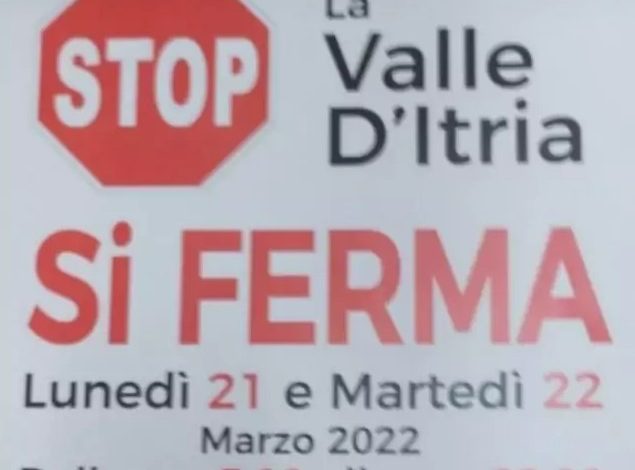 STOP
La
Valle
D'Itria
Si FERMA
Lunedì 21 e Martedì 22
Marzo 2022